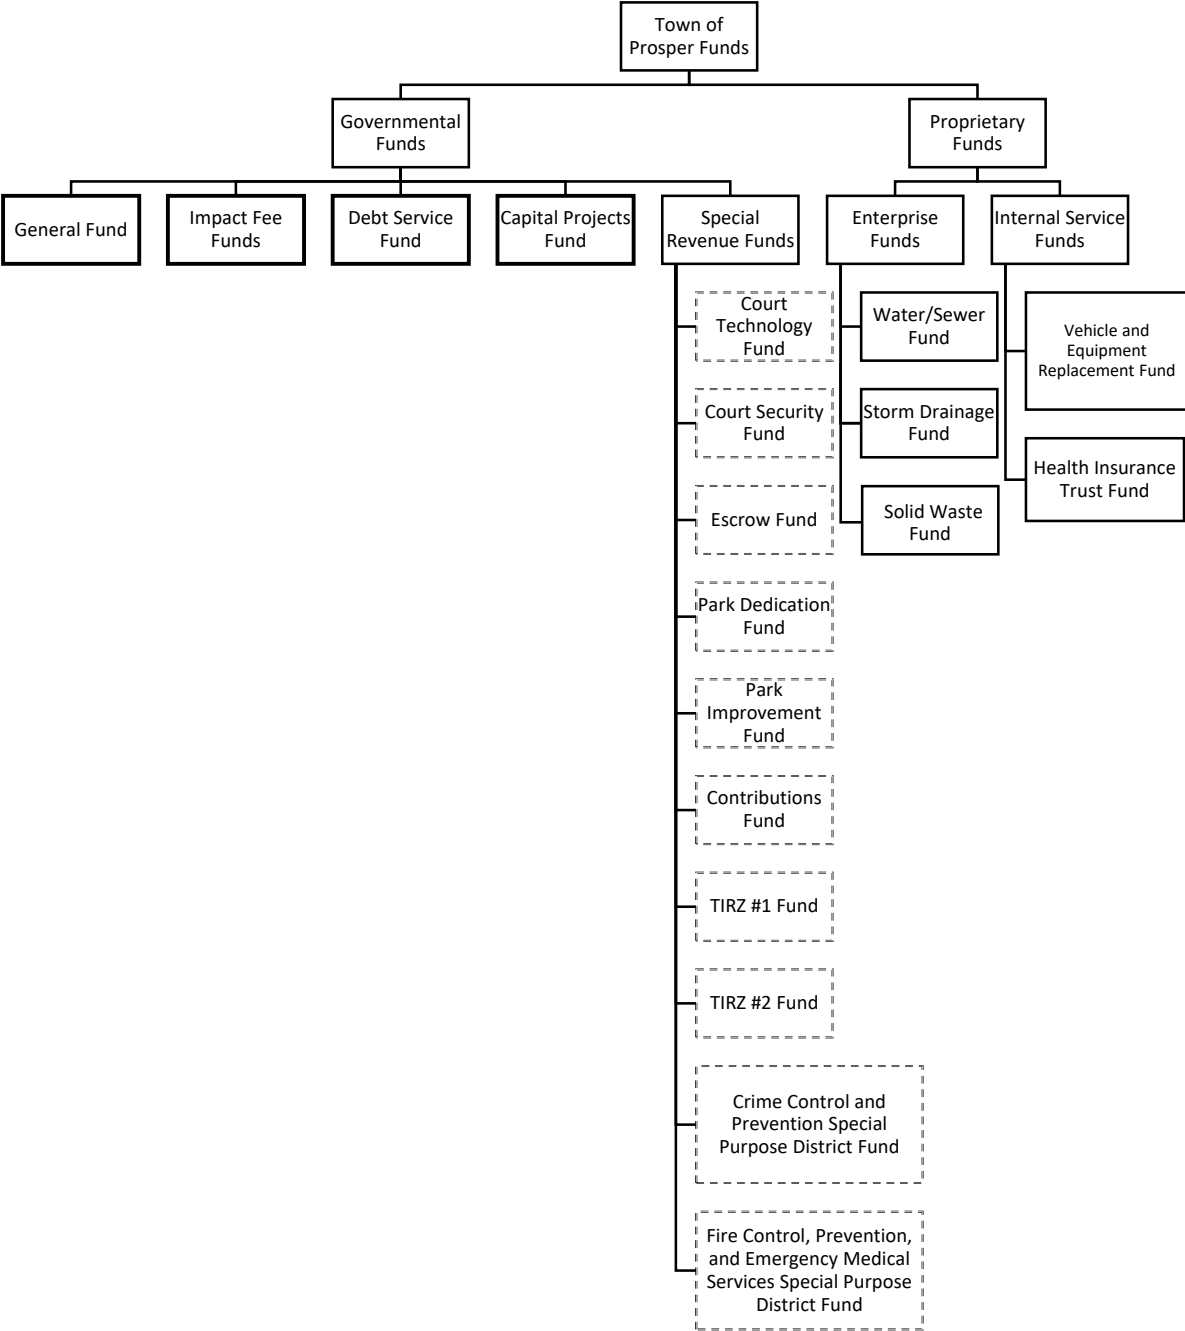 Town of
Prosper Funds
Governmental
Funds
Proprietary
Funds
General Fund
Impact Fee
Funds
Debt Service
Fund
Capital Projects
Fund
Special
Revenue Funds
Enterprise
Funds
Internal Service
Funds
Court
Technology
Fund
Court Security
Fund
Escrow Fund
Park Dedication
Fund
Park
Improvement
Fund
Contributions
Fund
TIRZ #1 Fund
TIRZ #2 Fund
Crime Control and
Prevention Special
Purpose District Fund
Fire Control, Prevention,
and Emergency Medical
Services Special Purpose
District Fund
Water/Sewer
Fund
Storm Drainage
Fund
Solid Waste
Fund
Vehicle and
Equipment
Replacement Fund
Health Insurance
Trust Fund